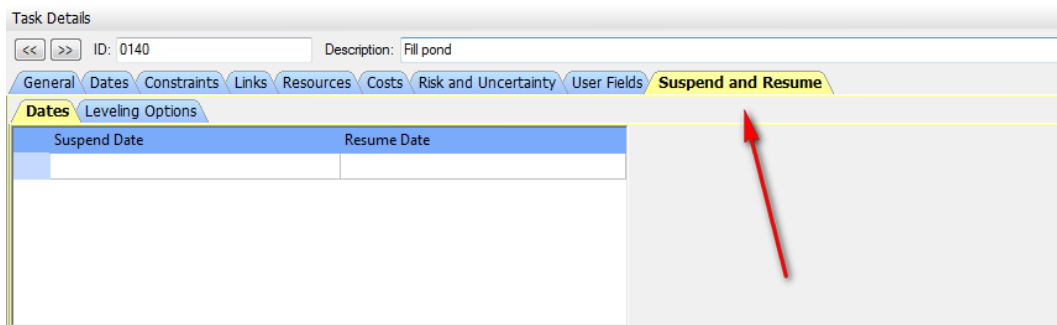 Task Details
<< >> ID: 0140 Description: Fill pond
General Dates Constraints Links Resources Costs Risk and Uncertainty User Fields Suspend and Resume
Dates Leveling Options
Suspend Date Resume Date